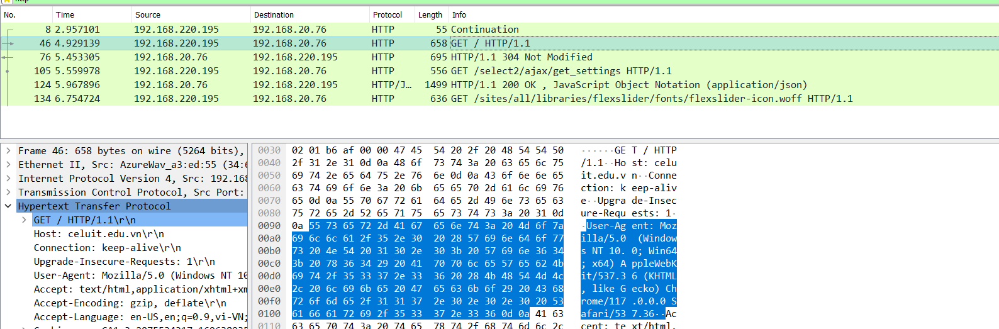 http
No. Time Source Destination Protocol Length Info
8 2.957101 192.168.220.195 192.168.20.76 HTTP 55 Continuation
46 4.929139 192.168.220.195 192.168.20.76 HTTP 658 GET / HTTP/1.1
76 5.453305 192.168.20.76 192.168.220.195 HTTP 695 HTTP/1.1 304 Not Modified
105 5.559978 192.168.220.195 192.168.20.76 HTTP 556 GET /select2/ajax/get_settings HTTP/1.1
124 5.967896 192.168.20.76 192.168.220.195 HTTP/J… 1499 HTTP/1.1 200 OK , JavaScript Object Notation (application/json)
134 6.754724 192.168.220.195 192.168.20.76 HTTP 636 GET /sites/all/libraries/flexslider/fonts/flexslider-icon.woff HTTP/1.1
Frame 46: 658 bytes on wire (5264 bits),
Ethernet II, Src: AzureWav_a3:ed:55 (34:6
Internet Protocol Version 4, Src: 192.168
Transmission Control Protocol, Src Port:
Hypertext Transfer Protocol
GET / HTTP/1.1\r\n
Host: celuit.edu.vn\r\n
Connection: keep-alive\r\n
Upgrade-Insecure-Requests: 1\r\n
User-Agent: Mozilla/5.0 (Windows NT 10
Accept: text/html,application/xhtml+xm
Accept-Encoding: gzip, deflate\r\n
Accept-Language: en-US,en;q=0.9,vi-VN;
0030 02 01 b6 af 00 00 47 45 54 20 2f 20 48 54 54 50 ······GE T / HTTP
0040 2f 31 2e 31 0d 0a 48 6f 73 74 3a 20 63 65 6c 75 /1.1··Ho st: celu
0050 69 74 2e 65 64 75 2e 76 6e 0d 0a 43 6f 6e 6e 65 it.edu.v n··Conne
0060 63 74 69 6f 6e 3a 20 6b 65 65 70 2d 61 6c 69 76 ction: k eep-aliv
0070 65 0d 0a 55 70 67 72 61 64 65 2d 49 6e 73 65 63 e··Upgra de-Insec
0080 75 72 65 2d 52 65 71 75 65 73 74 73 3a 20 31 0d ure-Requ ests: 1·
0090 0a 55 73 65 72 2d 41 67 65 6e 74 3a 20 4d 6f 7a ·User-Ag ent: Moz
00a0 69 6c 6c 61 2f 35 2e 30 20 28 57 69 6e 64 6f 77 illa/5.0 (Window
00b0 73 20 4e 54 20 31 30 2e 30 3b 20 57 69 6e 36 34 s NT 10. 0; Win64
00c0 3b 20 78 36 34 29 20 41 70 70 6c 65 57 65 62 4b ; x64) A ppleWebK
00d0 69 74 2f 35 33 37 2e 33 36 20 28 4b 48 54 4d 4c it/537.3 6 (KHTML
00e0 2c 20 6c 69 6b 65 20 47 65 63 6b 6f 29 20 43 68 , like G ecko) Ch
00f0 72 6f 6d 65 2f 31 31 37 2e 30 2e 30 2e 30 20 53 rome/117 .0.0.0 S
0100 61 66 61 72 69 2f 35 33 37 2e 33 36 0d 0a 41 63 afari/53 7.36··Ac
0110 63 65 70 74 3a 20 74 65 78 74 2f 68 74 6d 6c 2c cept: te xt/html,